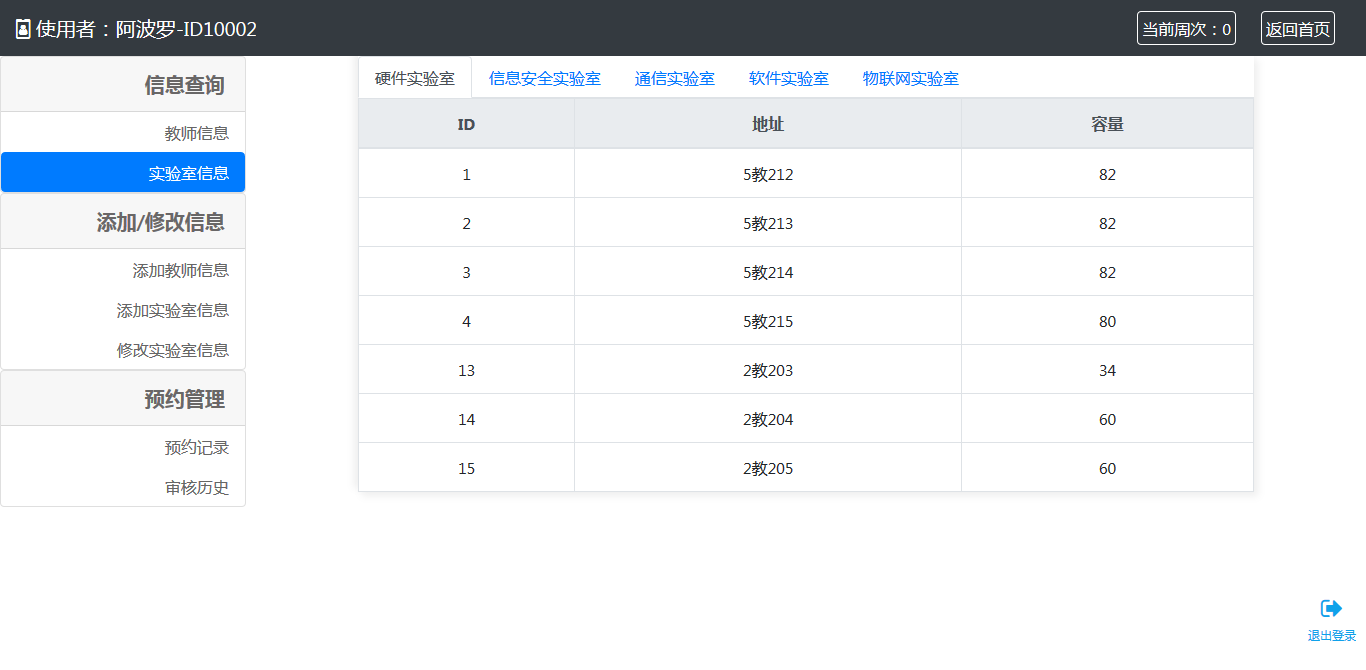 使用者：阿波罗-ID10002
当前周次：0
返回首页
信息查询
教师信息
实验室信息
添加/修改信息
添加教师信息
添加实验室信息
修改实验室信息
预约管理
预约记录
审核历史
硬件实验室 信息安全实验室 通信实验室 软件实验室 物联网实验室
ID 地址 容量
1 5教212 82
2 5教213 82
3 5教214 82
4 5教215 80
13 2教203 34
14 2教204 60
15 2教205 60
退出登录